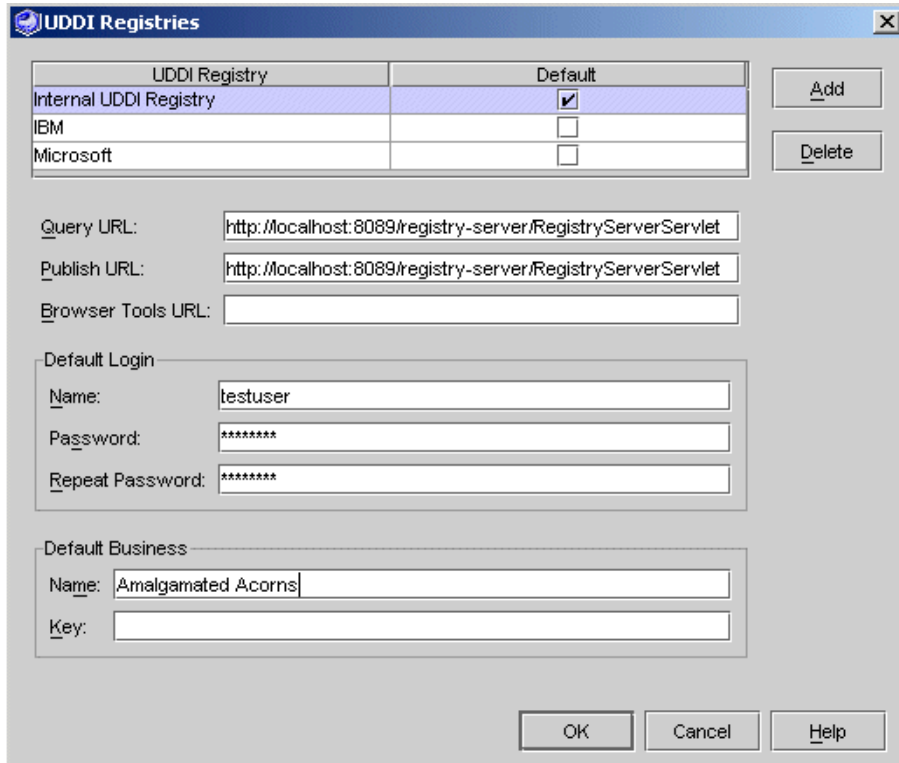 UDDI Registries
UDDI Registry Default
Internal UDDI Registry
IBM
Microsoft
Add
Delete
Query URL: http://localhost:8089/registry-server/RegistryServerServlet
Publish URL: http://localhost:8089/registry-server/RegistryServerServlet
Browser Tools URL:
Default Login
Name: testuser
Password: ********
Repeat Password: ********
Default Business
Name: Amalgamated Acorns
Key:
OK Cancel Help